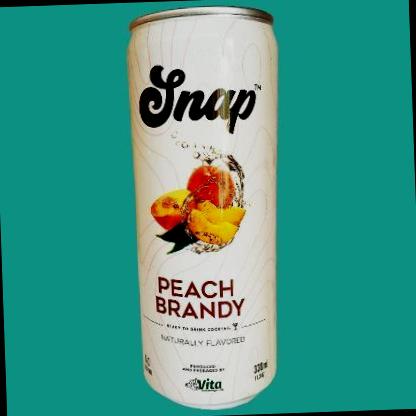 Snap™
PEACH
BRANDY
READY TO DRINK COCKTAIL
NATURALLY FLAVORED
PRODUCED
AND PACKAGED BY
Vita
330ml